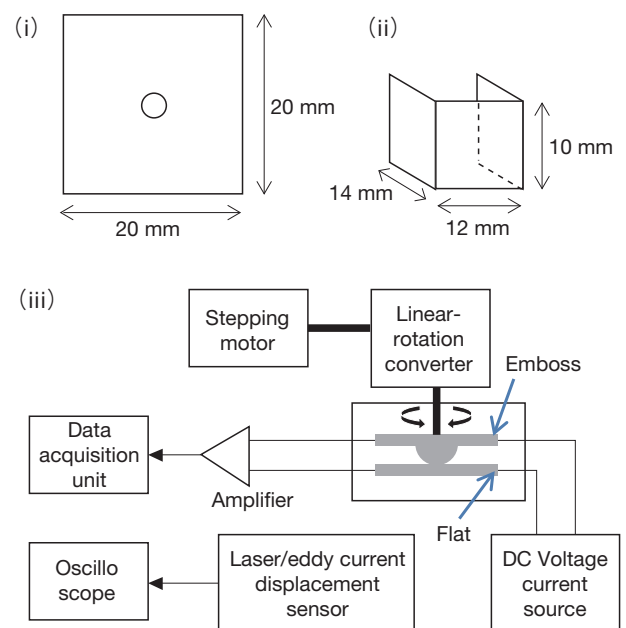 (i)
20 mm
20 mm
(ii)
10 mm
14 mm
12 mm
(iii)
Stepping
motor
Linear-
rotation
converter
Emboss
Data
acquisition
unit
Amplifier
Flat
Oscillo
scope
Laser/eddy current
displacement
sensor
DC Voltage
current
source